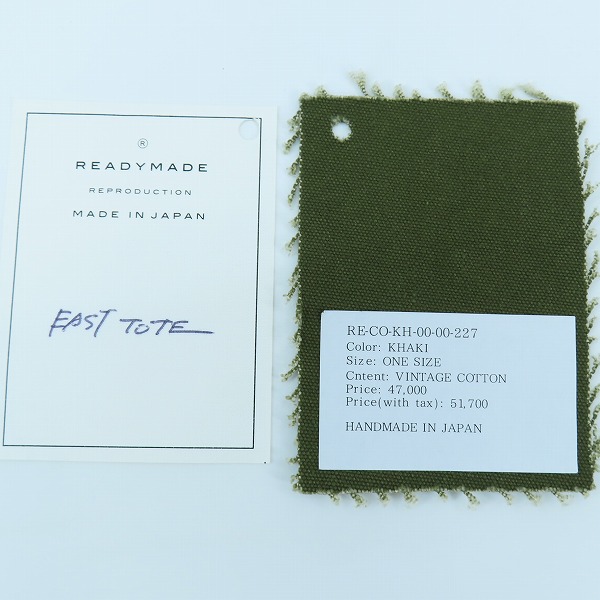 ®
READYMADE
REPRODUCTION
MADE IN JAPAN
EAST TOTE
RE-CO-KH-00-00-227
Color: KHAKI
Size: ONE SIZE
Cntent: VINTAGE COTTON
Price: 47,000
Price(with tax): 51,700
HANDMADE IN JAPAN